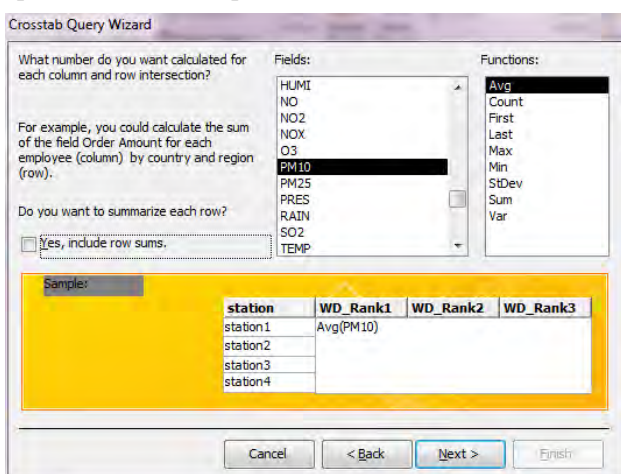 Crosstab Query Wizard
What number do you want calculated for
each column and row intersection?
For example, you could calculate the sum
of the field Order Amount for each
employee (column) by country and region
(row).
Do you want to summarize each row?
Yes, include row sums.
Fields:
HUMI
NO
NO2
NOX
O3
PM10
PM25
PRES
RAIN
SO2
TEMP
Functions:
Avg
Count
First
Last
Max
Min
StDev
Sum
Var
Sample:
station WD_Rank1 WD_Rank2 WD_Rank3
station1 Avg(PM10)
station2
station3
station4
Cancel < Back Next > Finish